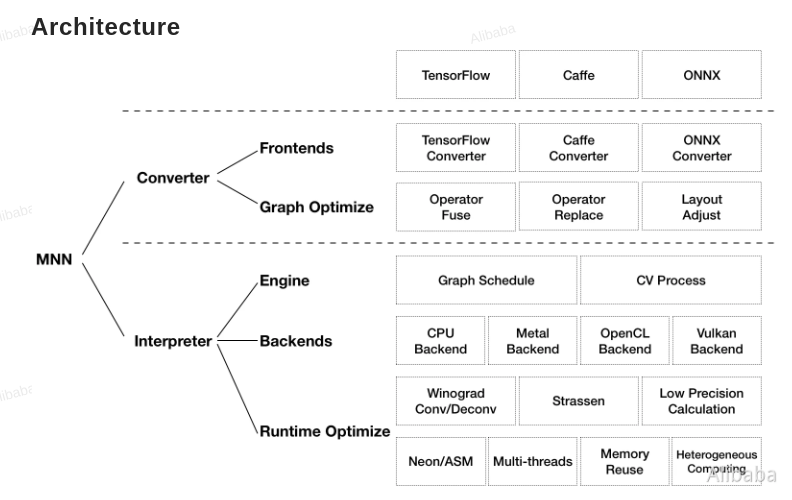 Architecture
Alibaba
TensorFlow Caffe ONNX
Frontends
TensorFlow
Converter
Caffe
Converter
ONNX
Converter
Converter
Graph Optimize
Operator
Fuse
Operator
Replace
Layout
Adjust
MNN
Engine
Graph Schedule CV Process
Interpreter
Backends
CPU
Backend
Metal
Backend
OpenCL
Backend
Vulkan
Backend
Runtime Optimize
Winograd
Conv/Deconv
Strassen
Low Precision
Calculation
Neon/ASM
Multi-threads
Memory
Reuse
Heterogeneous
Computing
Alibaba